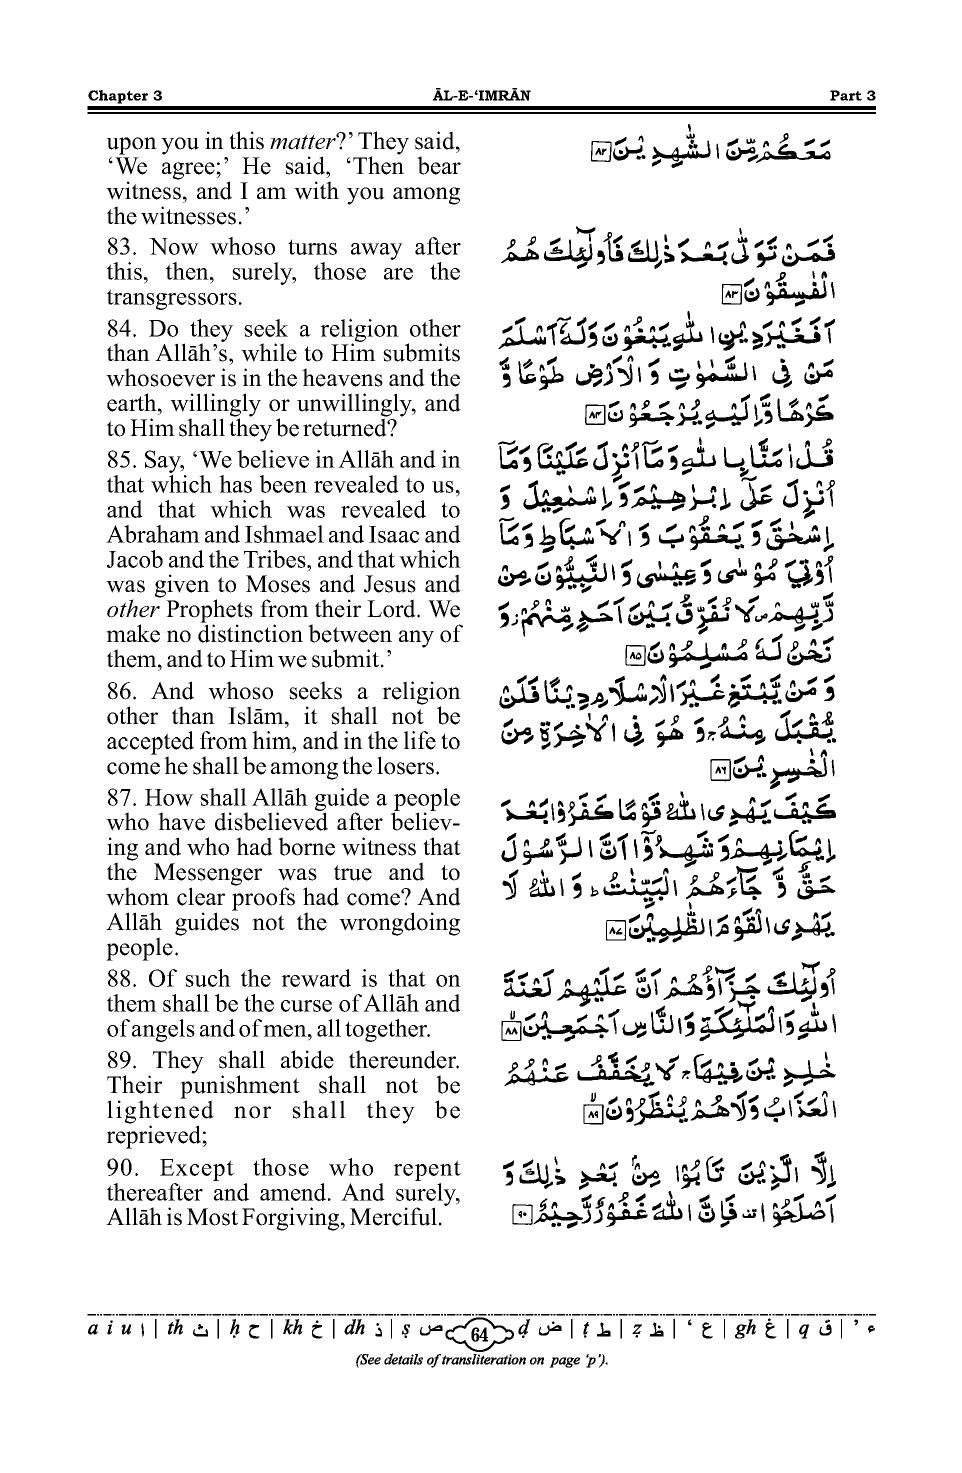 Chapter 3 ĀL-E-‘IMRĀN Part 3
upon you in this matter?’ They said,
‘We agree;’ He said, ‘Then bear
witness, and I am with you among
the witnesses.’
83. Now whoso turns away after
this, then, surely, those are the
transgressors.
84. Do they seek a religion other
than Allāh’s, while to Him submits
whosoever is in the heavens and the
earth, willingly or unwillingly, and
to Him shall they be returned?
85. Say, ‘We believe in Allāh and in
that which has been revealed to us,
and that which was revealed to
Abraham and Ishmael and Isaac and
Jacob and the Tribes, and that which
was given to Moses and Jesus and
other Prophets from their Lord. We
make no distinction between any of
them, and to Him we submit.’
86. And whoso seeks a religion
other than Islām, it shall not be
accepted from him, and in the life to
come he shall be among the losers.
87. How shall Allāh guide a people
who have disbelieved after believ-
ing and who had borne witness that
the Messenger was true and to
whom clear proofs had come? And
Allāh guides not the wrongdoing
people.
88. Of such the reward is that on
them shall be the curse of Allāh and
of angels and of men, all together.
89. They shall abide thereunder.
Their punishment shall not be
lightened nor shall they be
reprieved;
90. Except those who repent
thereafter and amend. And surely,
Allāh is Most Forgiving, Merciful.
مَعَكُمْ مِّنَ الشّٰهِدِيْنَ ۸۲
فَمَنْ تَوَلّٰى بَعْدَ ذٰلِكَ فَاُولٰٓئِكَ هُمُ
الْفٰسِقُوْنَ ۸۳
اَفَغَيْرَ دِيْنِ اللّٰهِ يَبْغُوْنَ وَلَهٗۤ اَسْلَمَ
مَنْ فِى السَّمٰوٰتِ وَ الْاَرْضِ طَوْعًا وَّ
كَرْهًا وَّ اِلَيْهِ يُرْجَعُوْنَ ۸۴
قُلْ اٰمَنَّا بِاللّٰهِ وَ مَاۤ اُنْزِلَ عَلَيْنَا وَ مَاۤ
اُنْزِلَ عَلٰٓى اِبْرٰهِيْمَ وَ اِسْمٰعِيْلَ وَ
اِسْحٰقَ وَ يَعْقُوْبَ وَ الْاَسْبَاطِ وَ مَاۤ
اُوْتِيَ مُوْسٰى وَ عِيْسٰى وَ النَّبِيُّوْنَ مِنْ
رَّبِّهِمْ ۪ لَا نُفَرِّقُ بَيْنَ اَحَدٍ مِّنْهُمْ ۫ وَ
نَحْنُ لَهٗ مُسْلِمُوْنَ ۸۵
وَ مَنْ يَّبْتَغِ غَيْرَ الْاِسْلَامِ دِيْنًا فَلَنْ
يُّقْبَلَ مِنْهُ ۚ وَ هُوَ فِى الْاٰخِرَةِ مِنَ
الْخٰسِرِيْنَ ۸۶
كَيْفَ يَهْدِى اللّٰهُ قَوْمًا كَفَرُوْا بَعْدَ
اِيْمَانِهِمْ وَ شَهِدُوْۤا اَنَّ الرَّسُوْلَ
حَقٌّ وَّ جَآءَهُمُ الْبَيِّنٰتُ ؕ وَ اللّٰهُ لَا
يَهْدِى الْقَوْمَ الظّٰلِمِيْنَ ۸۷
اُولٰٓئِكَ جَزَآؤُهُمْ اَنَّ عَلَيْهِمْ لَعْنَةَ
اللّٰهِ وَ الْمَلٰٓئِكَةِ وَ النَّاسِ اَجْمَعِيْنَ ۙ ۸۸
خٰلِدِيْنَ فِيْهَا ۚ لَا يُخَفَّفُ عَنْهُمُ
الْعَذَابُ وَ لَا هُمْ يُنْظَرُوْنَ ۙ ۸۹
اِلَّا الَّذِيْنَ تَابُوْا مِنْۢ بَعْدِ ذٰلِكَ وَ
اَصْلَحُوْا ۟ فَاِنَّ اللّٰهَ غَفُوْرٌ رَّحِيْمٌ ۹۰
a i u ا | th ث | ḥ ح | kh خ | dh ذ | ṣ ص 64 ḍ ض | ṭ ط | ẓ ظ | ‘ ع | gh غ | q ق | ’ ء
(See details of transliteration on page ‘p’).